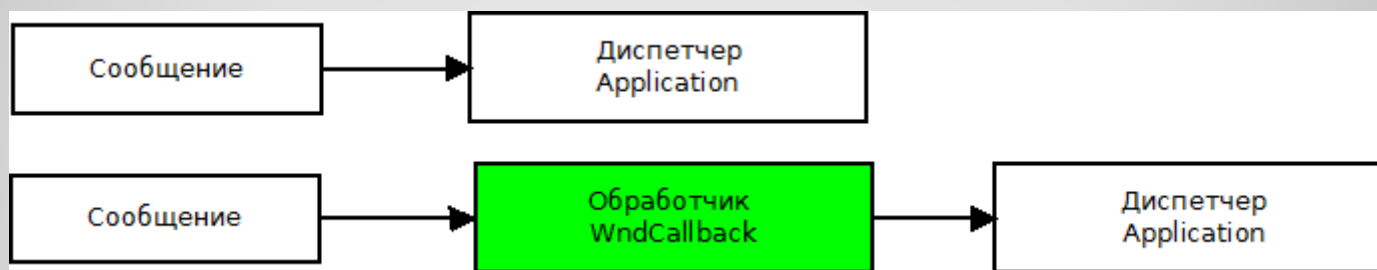 Сообщение
Диспетчер
Application
Сообщение
Обработчик
WndCallback
Диспетчер
Application